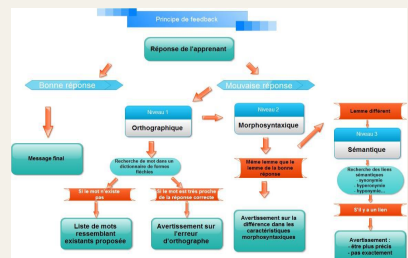 Principe de feedback
Réponse de l'apprenant
Bonne réponse
Mauvaise réponse
Niveau 1
Orthographique
Niveau 2
Morphosyntaxique
Lemme différent
Niveau 3
Sémantique
Message final
Recherche de mot dans un
dictionnaire de formes
fléchies
Même lemme que le
lemme de la bonne
réponse
Recherche des liens
sémantiques
- synonymie
- hyperonymie
- hyponymie...
Si le mot n'existe
pas
Si le mot est très proche
de la réponse correcte
S'il y a un lien
Liste de mots
ressemblant
existants proposée
Avertissement sur
l'erreur
d'orthographe
Avertissement sur la
différence dans les
caractéristiques
morphosyntaxiques
Avertissement :
- être plus précis
- pas exactement